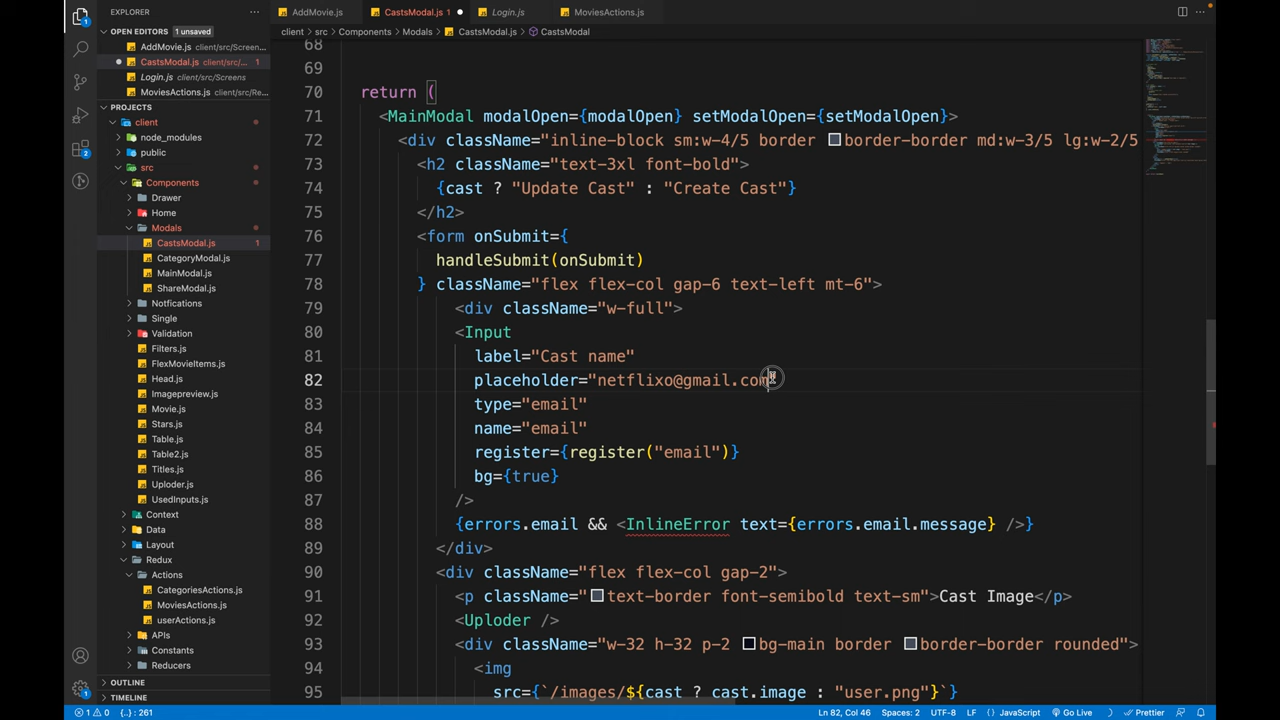 EXPLORER
AddMovie.js
CastsModal.js 1
Login.js
MoviesActions.js
OPEN EDITORS 1 unsaved
client > src > Components > Modals > CastsModal.js > CastsModal
AddMovie.js client/src/Screen...
CastsModal.js client/src/... 1
Login.js client/src/Screens
MoviesActions.js client/src/Re...
PROJECTS
client
node_modules
public
src
Components
Drawer
Home
Modals
CastsModal.js 1
CategoryModal.js
MainModal.js
ShareModal.js
Notfications
Single
Validation
Filters.js
FlexMovieItems.js
Head.js
Imagepreview.js
Movie.js
Stars.js
Table.js
Table2.js
Titles.js
Uploder.js
UsedInputs.js
Context
Data
Layout
Redux
Actions
CategoriesActions.js
MoviesActions.js
userActions.js
APIs
Constants
Reducers
OUTLINE
TIMELINE
68
69
70 return (
71 <MainModal modalOpen={modalOpen} setModalOpen={setModalOpen}>
72 <div className="inline-block sm:w-4/5 border border-border md:w-3/5 lg:w-2/5
73 <h2 className="text-3xl font-bold">
74 {cast ? "Update Cast" : "Create Cast"}
75 </h2>
76 <form onSubmit={
77 handleSubmit(onSubmit)
78 } className="flex flex-col gap-6 text-left mt-6">
79 <div className="w-full">
80 <Input
81 label="Cast name"
82 placeholder="netflixo@gmail.com
83 type="email"
84 name="email"
85 register={register("email")}
86 bg={true}
87 />
88 {errors.email && <InlineError text={errors.email.message} />}
89 </div>
90 <div className="flex flex-col gap-2">
91 <p className="text-border font-semibold text-sm">Cast Image</p>
92 <Uploder />
93 <div className="w-32 h-32 p-2 bg-main border border-border rounded">
94 <img
95 src={`/images/${cast ? cast.image : "user.png"}`}
1 0 {..} : 261
Ln 82, Col 46 Spaces: 2 UTF-8 LF {} JavaScript Go Live Prettier